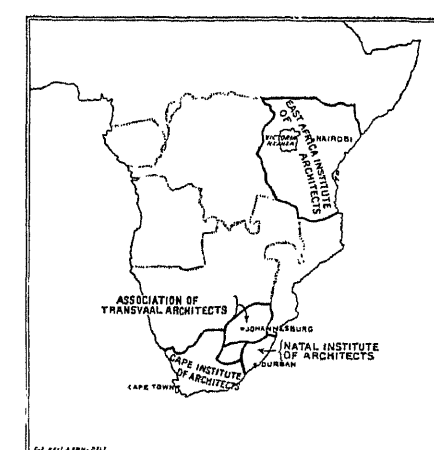 EAST AFRICA INSTITUTE
OF
ARCHITECTS
VICTORIA
NYANZA
NAIROBI
ASSOCIATION OF
TRANSVAAL ARCHITECTS
JOHANNESBURG
NATAL INSTITUTE
OF ARCHITECTS
DURBAN
CAPE INSTITUTE
OF ARCHITECTS
CAPE TOWN